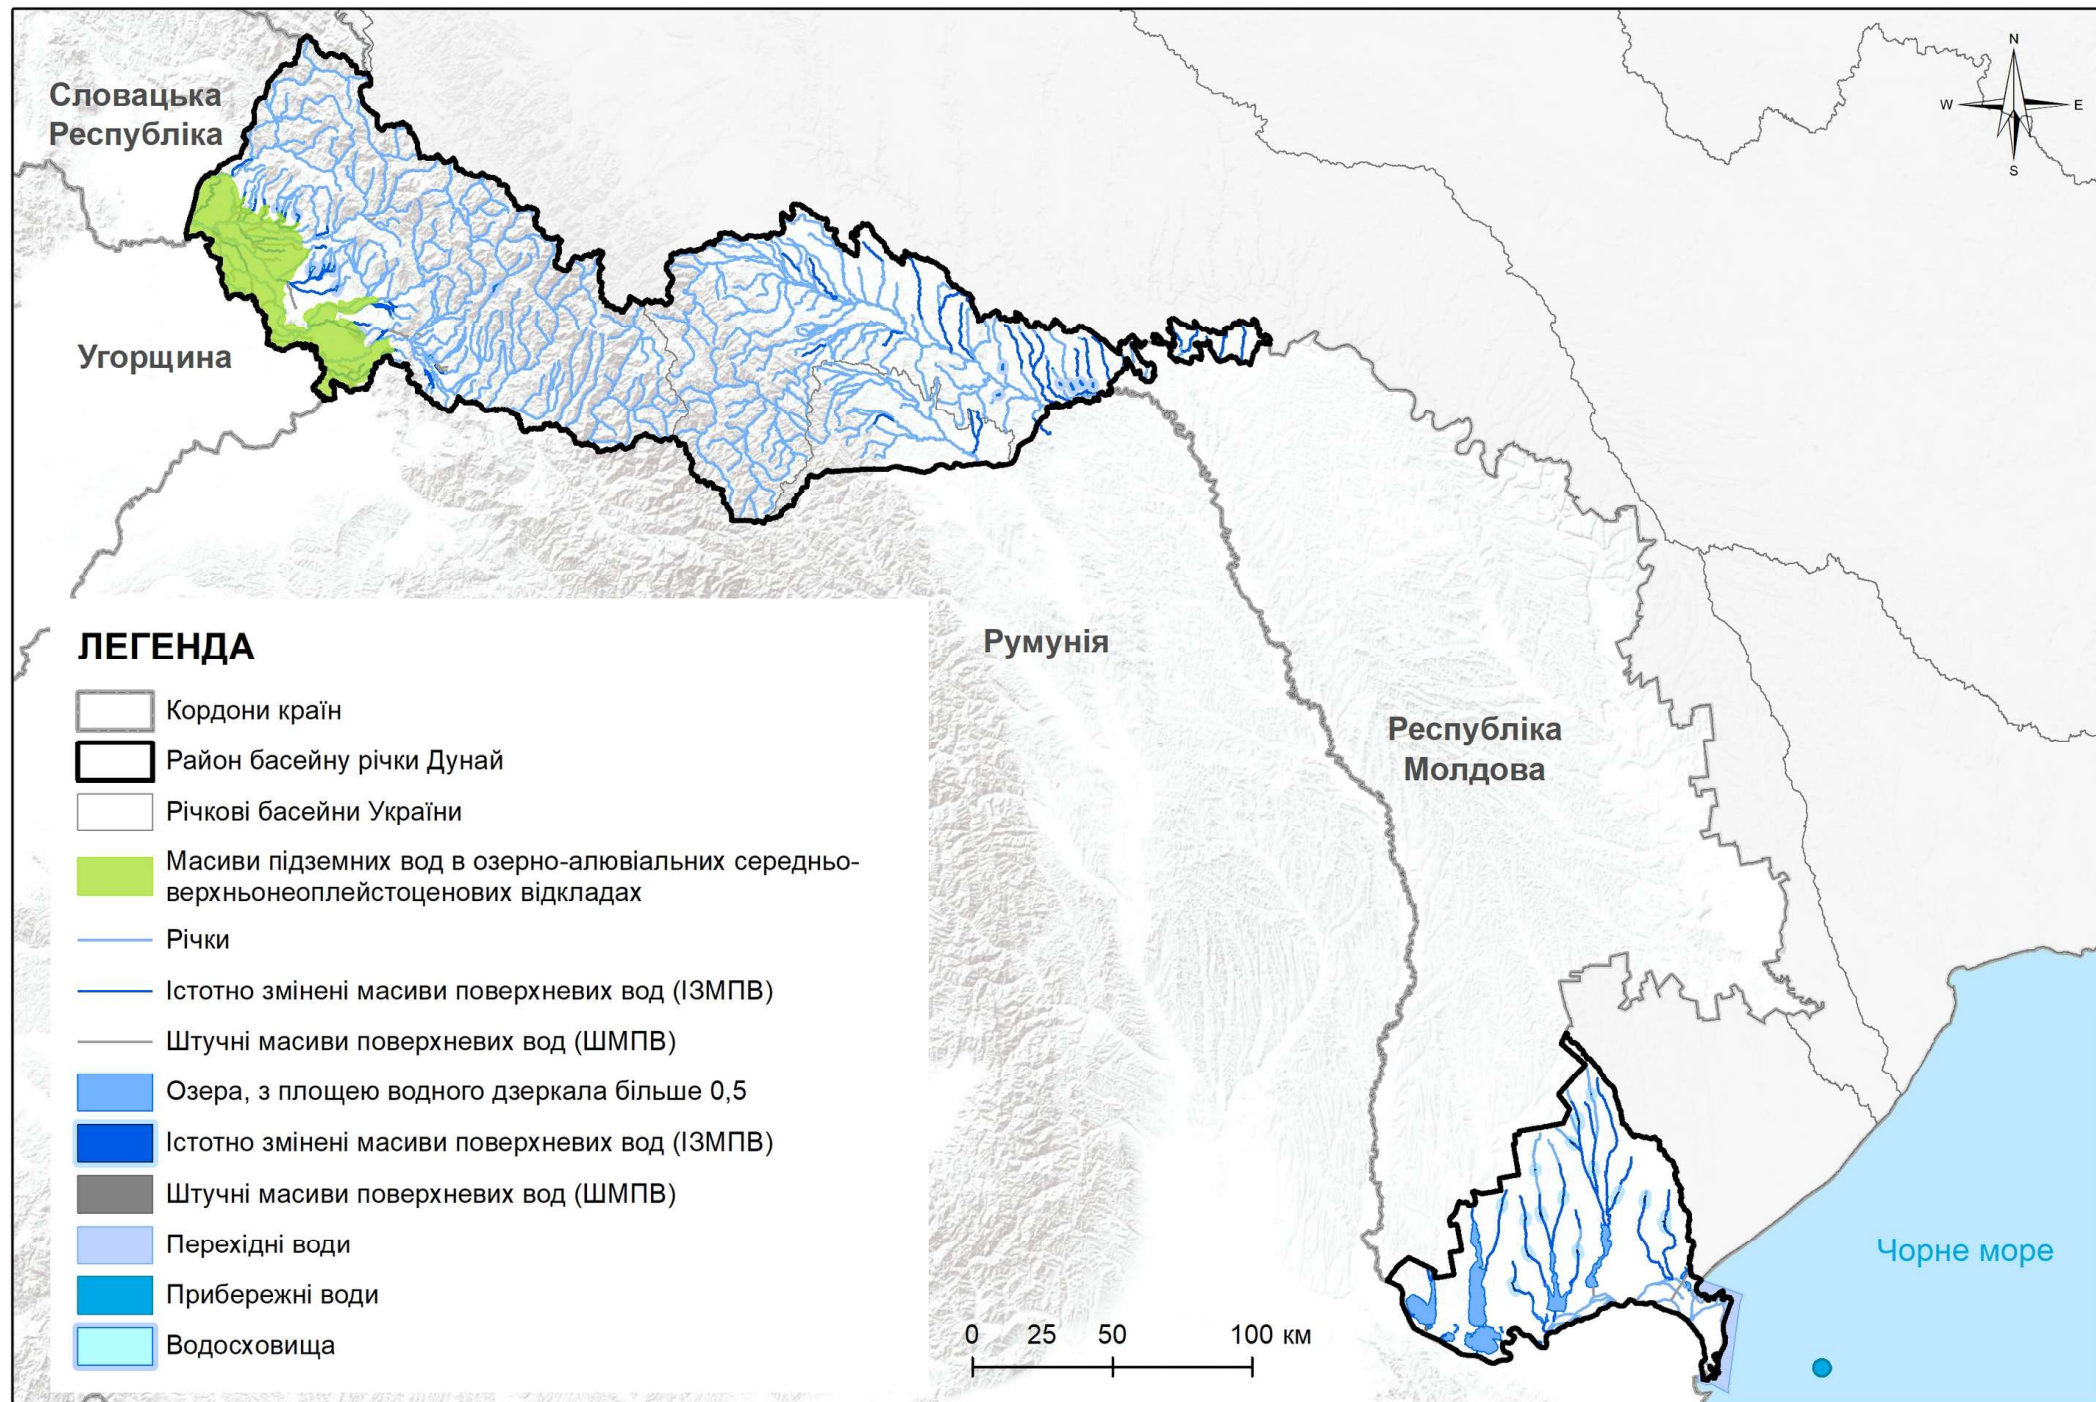 N
W
E
S
Словацька
Республіка
Угорщина
Румунія
Республіка
Молдова
Чорне море
ЛЕГЕНДА
Кордони країн
Район басейну річки Дунай
Річкові басейни України
Масиви підземних вод в озерно-алювіальних середньо-
верхньонеоплейстоценових відкладах
Річки
Істотно змінені масиви поверхневих вод (ІЗМПВ)
Штучні масиви поверхневих вод (ШМПВ)
Озера, з площею водного дзеркала більше 0,5
Істотно змінені масиви поверхневих вод (ІЗМПВ)
Штучні масиви поверхневих вод (ШМПВ)
Перехідні води
Прибережні води
Водосховища
0 25 50 100 км